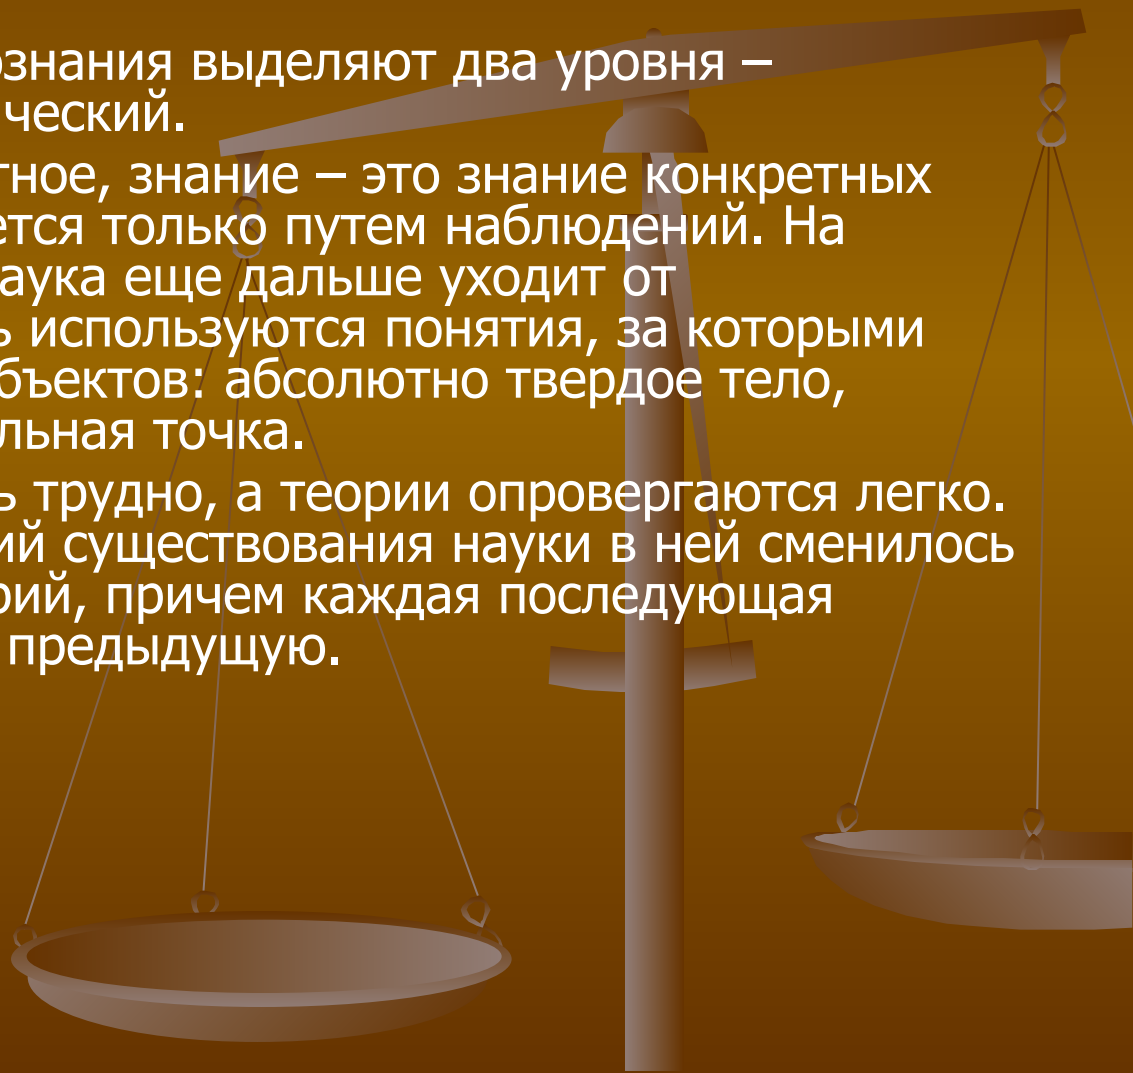 ознания выделяют два уровня –
ческий.
тное, знание – это знание конкретных
ется только путем наблюдений. На
аука еще дальше уходит от
ь используются понятия, за которыми
бъектов: абсолютно твердое тело,
льная точка.
ь трудно, а теории опровергаются легко.
ий существования науки в ней сменилось
рий, причем каждая последующая
предыдущую.